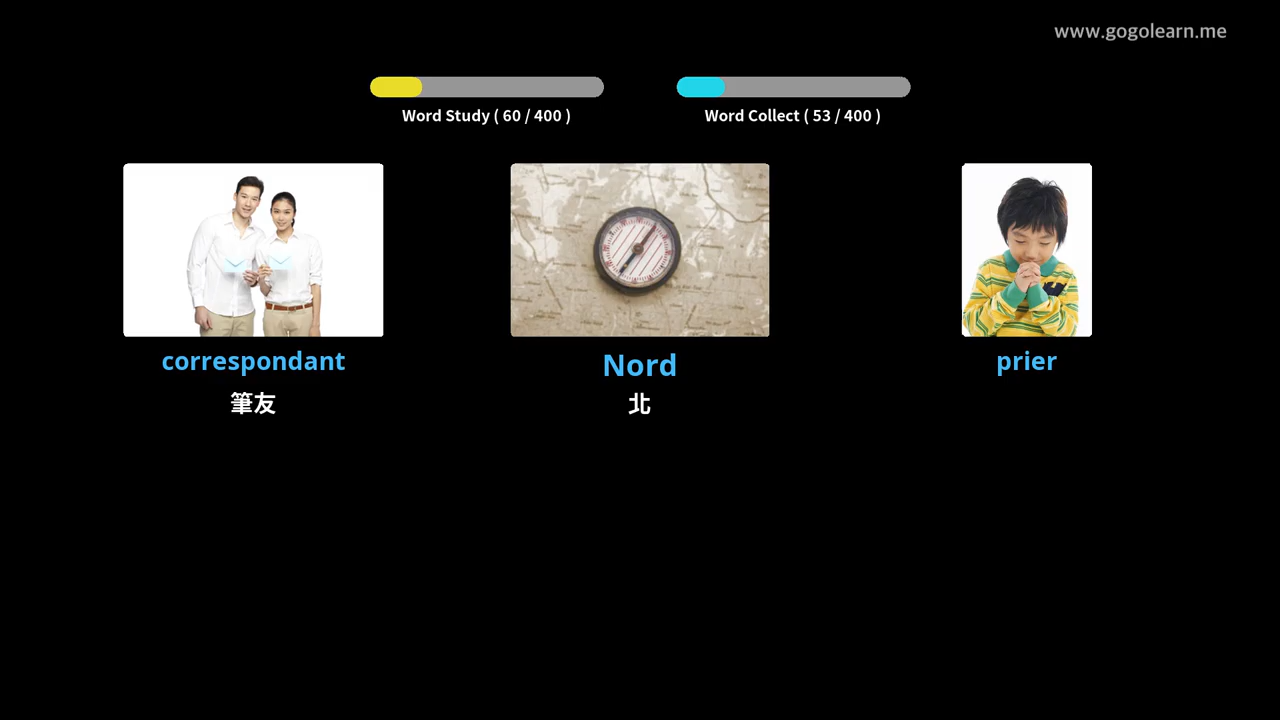 www.gogolearn.me
Word Study ( 60 / 400 )
Word Collect ( 53 / 400 )
correspondant
筆友
Nord
北
prier